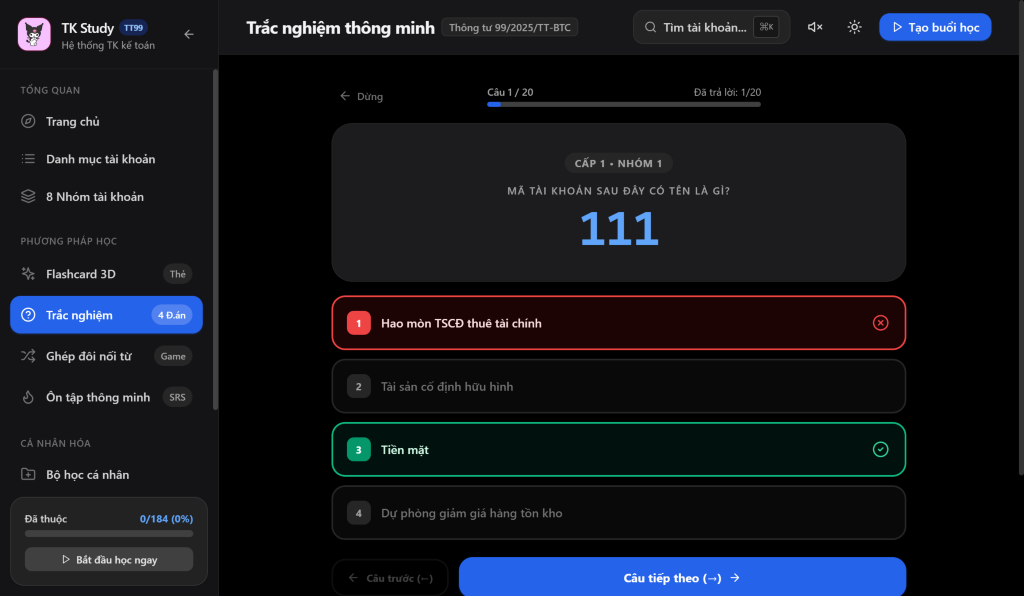 TK Study TT99
Hệ thống TK kế toán
TỔNG QUAN
Trang chủ
Danh mục tài khoản
8 Nhóm tài khoản
PHƯƠNG PHÁP HỌC
Flashcard 3D Thẻ
Trắc nghiệm 4 Đ.án
Ghép đôi nối từ Game
Ôn tập thông minh SRS
CÁ NHÂN HÓA
Bộ học cá nhân
Đã thuộc 0/184 (0%)
Bắt đầu học ngay
Trắc nghiệm thông minh Thông tư 99/2025/TT-BTC
Tìm tài khoản... ⌘K
Tạo buổi học
Dừng
Câu 1 / 20 Đã trả lời: 1/20
CẤP 1 • NHÓM 1
MÃ TÀI KHOẢN SAU ĐÂY CÓ TÊN LÀ GÌ?
111
1 Hao mòn TSCĐ thuê tài chính
2 Tài sản cố định hữu hình
3 Tiền mặt
4 Dự phòng giảm giá hàng tồn kho
← Câu trước (←)
Câu tiếp theo (→) →